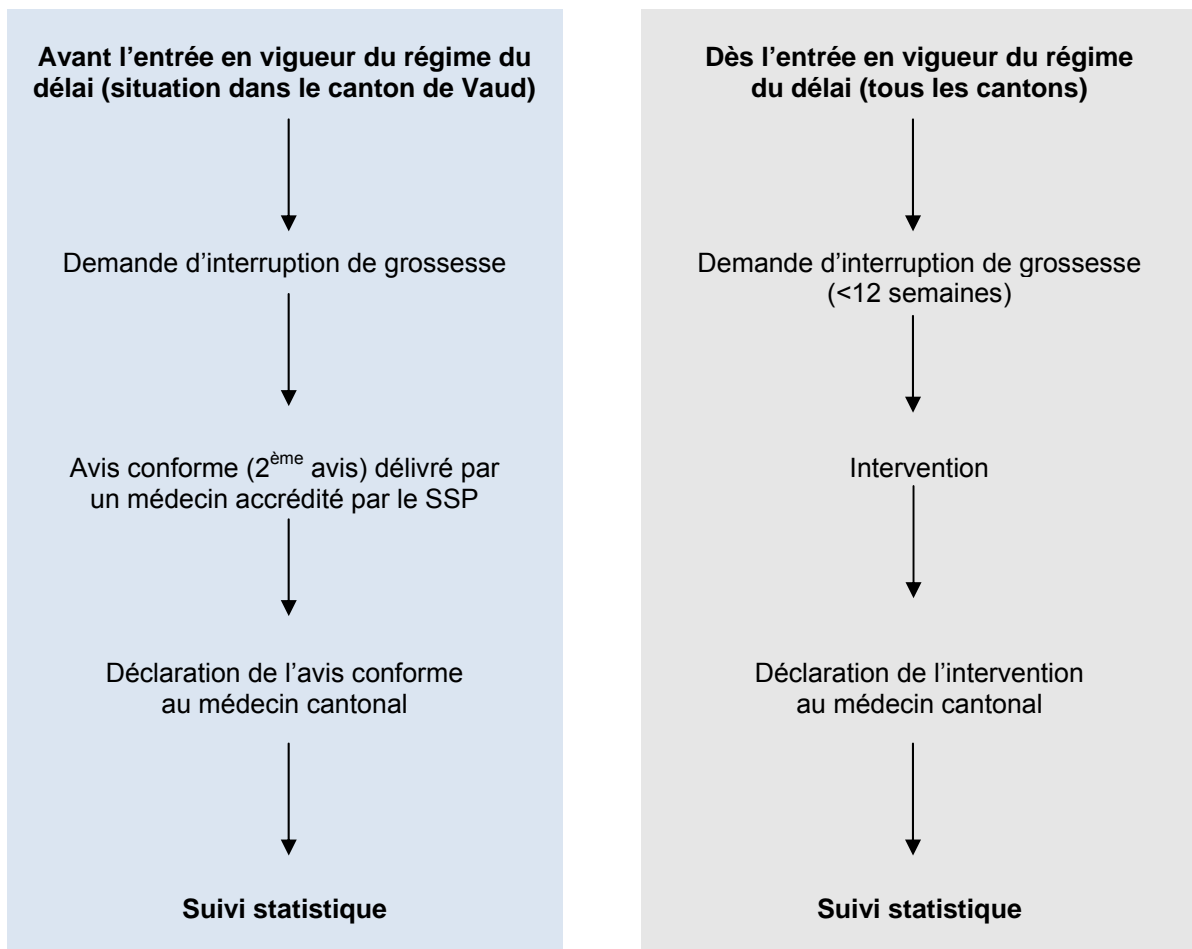 Avant l’entrée en vigueur du régime du
délai (situation dans le canton de Vaud)
Demande d’interruption de grossesse
Avis conforme (2ème avis) délivré par
un médecin accrédité par le SSP
Déclaration de l’avis conforme
au médecin cantonal
Suivi statistique
Dès l’entrée en vigueur du régime
du délai (tous les cantons)
Demande d’interruption de grossesse
(<12 semaines)
Intervention
Déclaration de l’intervention
au médecin cantonal
Suivi statistique